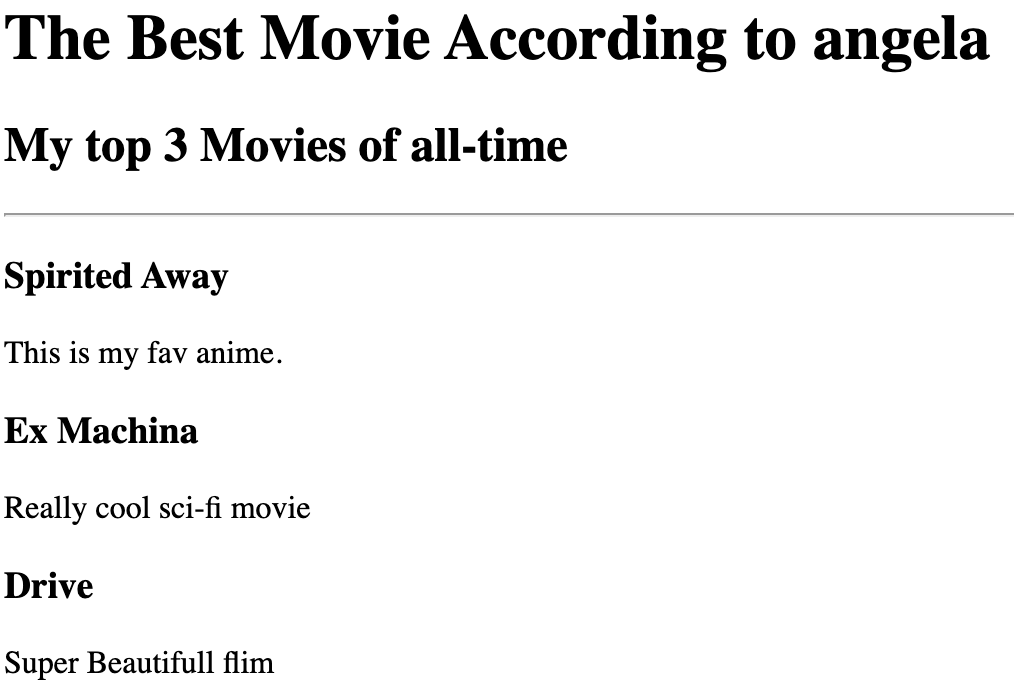 The Best Movie According to angela
My top 3 Movies of all-time
Spirited Away
This is my fav anime.
Ex Machina
Really cool sci-fi movie
Drive
Super Beautifull flim